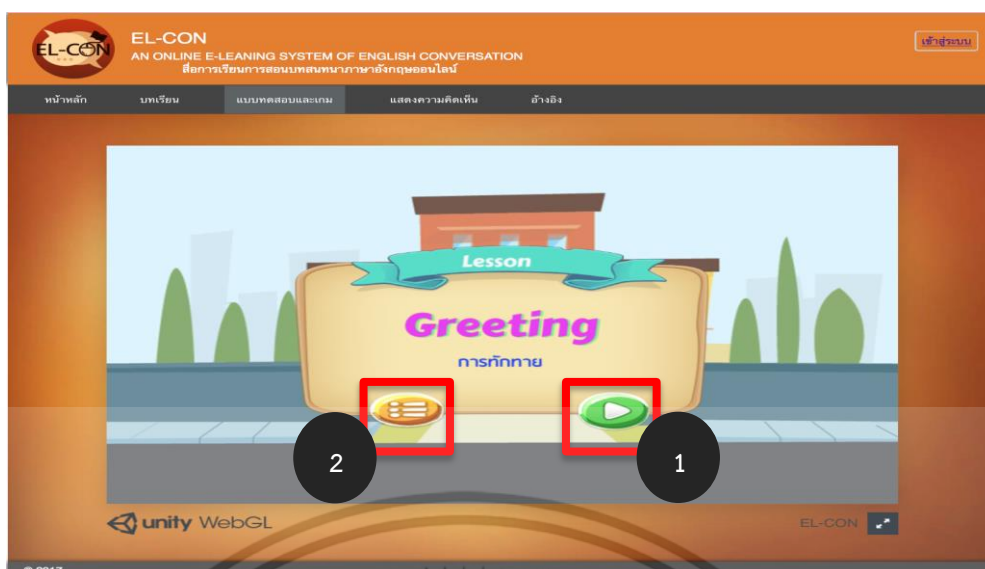 EL-CON
EL-CON
AN ONLINE E-LEANING SYSTEM OF ENGLISH CONVERSATION
สื่อการเรียนการสอนบทสนทนาภาษาอังกฤษออนไลน์
เข้าสู่ระบบ
หน้าหลัก บทเรียน แบบทดสอบและเกม แสดงความคิดเห็น อ้างอิง
Lesson
Greeting
การทักทาย
2
1
unity WebGL
EL-CON